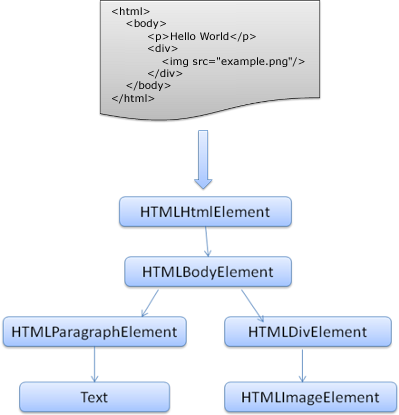 <html>
<body>
<p>Hello World</p>
<div>
<img src="example.png"/>
</div>
</body>
</html>
HTMLHtmlElement
HTMLBodyElement
HTMLParagraphElement
HTMLDivElement
Text
HTMLImageElement